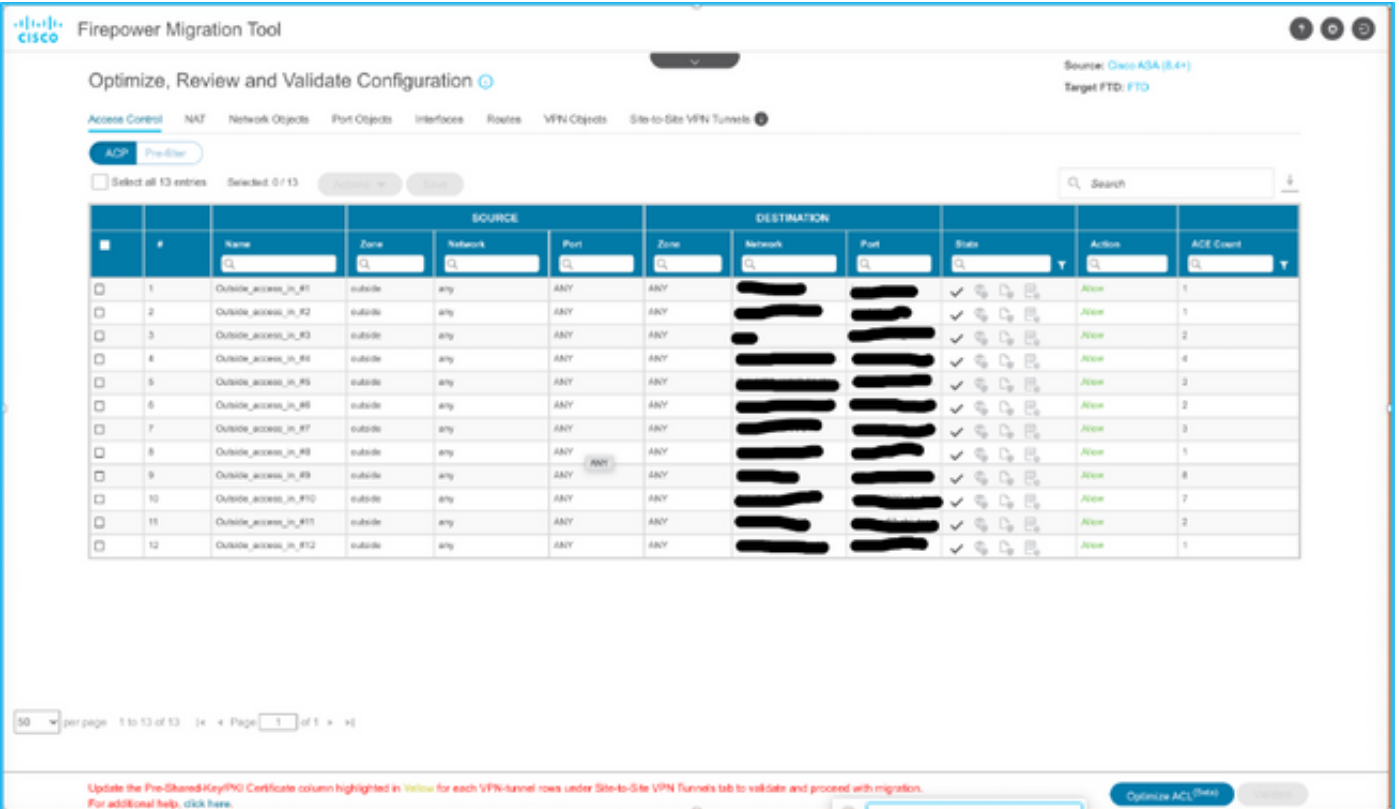 CISCO Firepower Migration Tool
Optimize, Review and Validate Configuration
Source: Cisco ASA (8.4+)
Target FTD: FTD
Access Control NAT Network Objects Port Objects Interfaces Routes VPN Objects Site-to-Site VPN Tunnels
ACP Pre-filter
Select all 13 entries Selected: 0 / 13 Actions Save Search
SOURCE DESTINATION
# Name Zone Network Port Zone Network Port State Action ACE Count
1 Outside_access_in_#1 outside any ANY ANY Allow 1
2 Outside_access_in_#2 outside any ANY ANY Allow 1
3 Outside_access_in_#3 outside any ANY ANY Allow 2
4 Outside_access_in_#4 outside any ANY ANY Allow 4
5 Outside_access_in_#5 outside any ANY ANY Allow
6 Outside_access_in_#6 outside any ANY ANY Allow 2
7 Outside_access_in_#7 outside any ANY ANY Allow 3
8 Outside_access_in_#8 outside any ANY ANY Allow 1
ANY
9 Outside_access_in_#9 outside any ANY ANY Allow
10 Outside_access_in_#10 outside any ANY ANY Allow 7
11 Outside_access_in_#11 outside any ANY ANY Allow 2
12 Outside_access_in_#12 outside any ANY ANY Allow 1
50 per page 1 to 13 of 13 Page 1 of 1
Update the Pre-Shared-Key/PKI Certificate column highlighted in Yellow for each VPN-tunnel rows under Site-to-Site VPN Tunnels tab to validate and proceed with migration.
For additional help, click here.
Optimize ACL (Beta) Validate